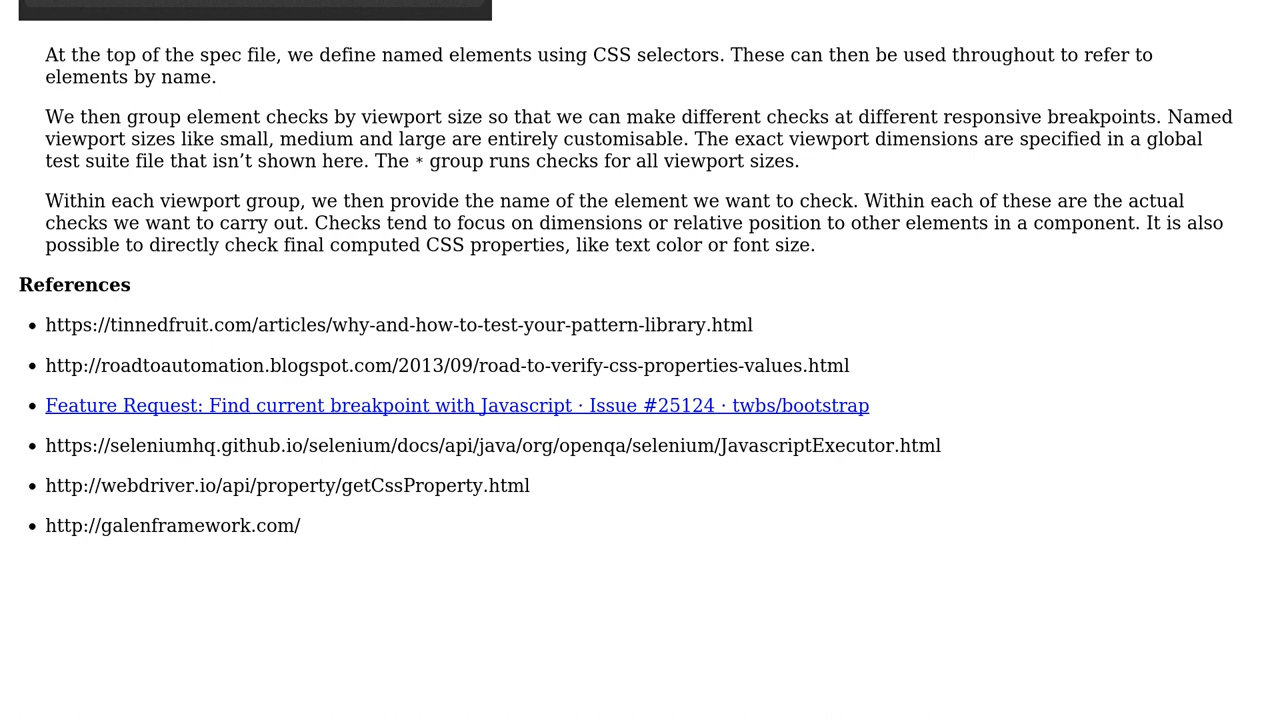 At the top of the spec file, we define named elements using CSS selectors. These can then be used throughout to refer to
elements by name.
We then group element checks by viewport size so that we can make different checks at different responsive breakpoints. Named
viewport sizes like small, medium and large are entirely customisable. The exact viewport dimensions are specified in a global
test suite file that isn’t shown here. The * group runs checks for all viewport sizes.
Within each viewport group, we then provide the name of the element we want to check. Within each of these are the actual
checks we want to carry out. Checks tend to focus on dimensions or relative position to other elements in a component. It is also
possible to directly check final computed CSS properties, like text color or font size.
References
• https://tinnedfruit.com/articles/why-and-how-to-test-your-pattern-library.html
• http://roadtoautomation.blogspot.com/2013/09/road-to-verify-css-properties-values.html
• Feature Request: Find current breakpoint with Javascript · Issue #25124 · twbs/bootstrap
• https://seleniumhq.github.io/selenium/docs/api/java/org/openqa/selenium/JavascriptExecutor.html
• http://webdriver.io/api/property/getCssProperty.html
• http://galenframework.com/